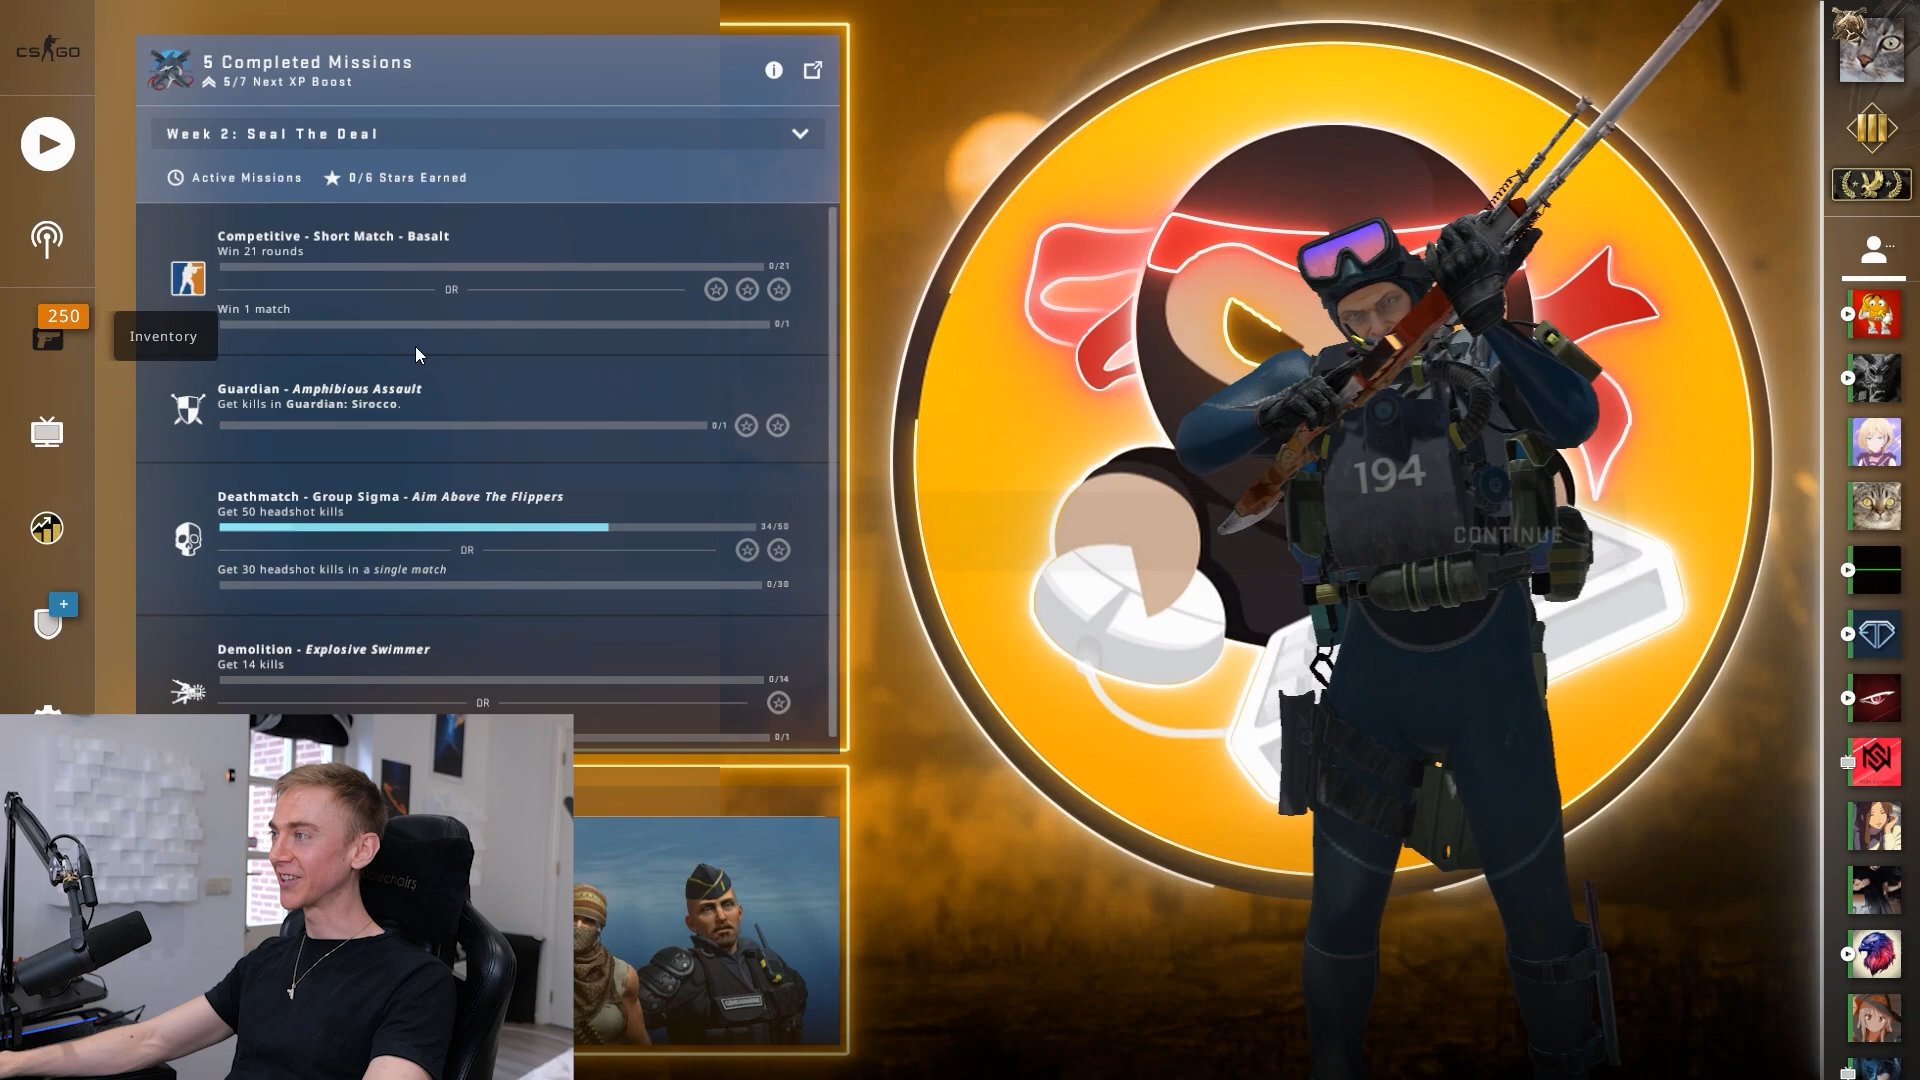 CS GO
5 Completed Missions
5/7 Next XP Boost
Week 2: Seal The Deal
Active Missions
0/6 Stars Earned
Competitive - Short Match - Basalt
Win 21 rounds
0/21
OR
Win 1 match
0/1
250
Inventory
Guardian - Amphibious Assault
Get kills in Guardian: Sirocco.
0/1
Deathmatch - Group Sigma - Aim Above The Flippers
Get 50 headshot kills
34/50
OR
Get 30 headshot kills in a single match
0/30
+
Demolition - Explosive Swimmer
Get 14 kills
0/14
OR
0/1
194
CONTINUE
GENDARMERIE